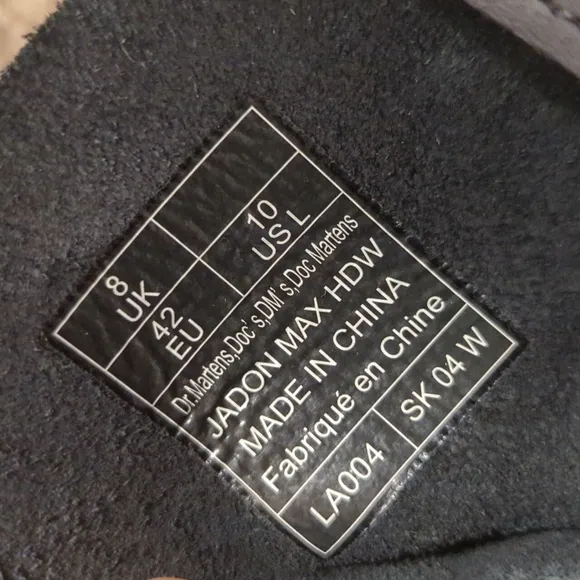 8 UK
42 EU
10 US L
Dr.Martens,Doc's,DM's,Doc Martens
JADON MAX HDW
MADE IN CHINA
Fabriqué en Chine
LA004
SK 04 W